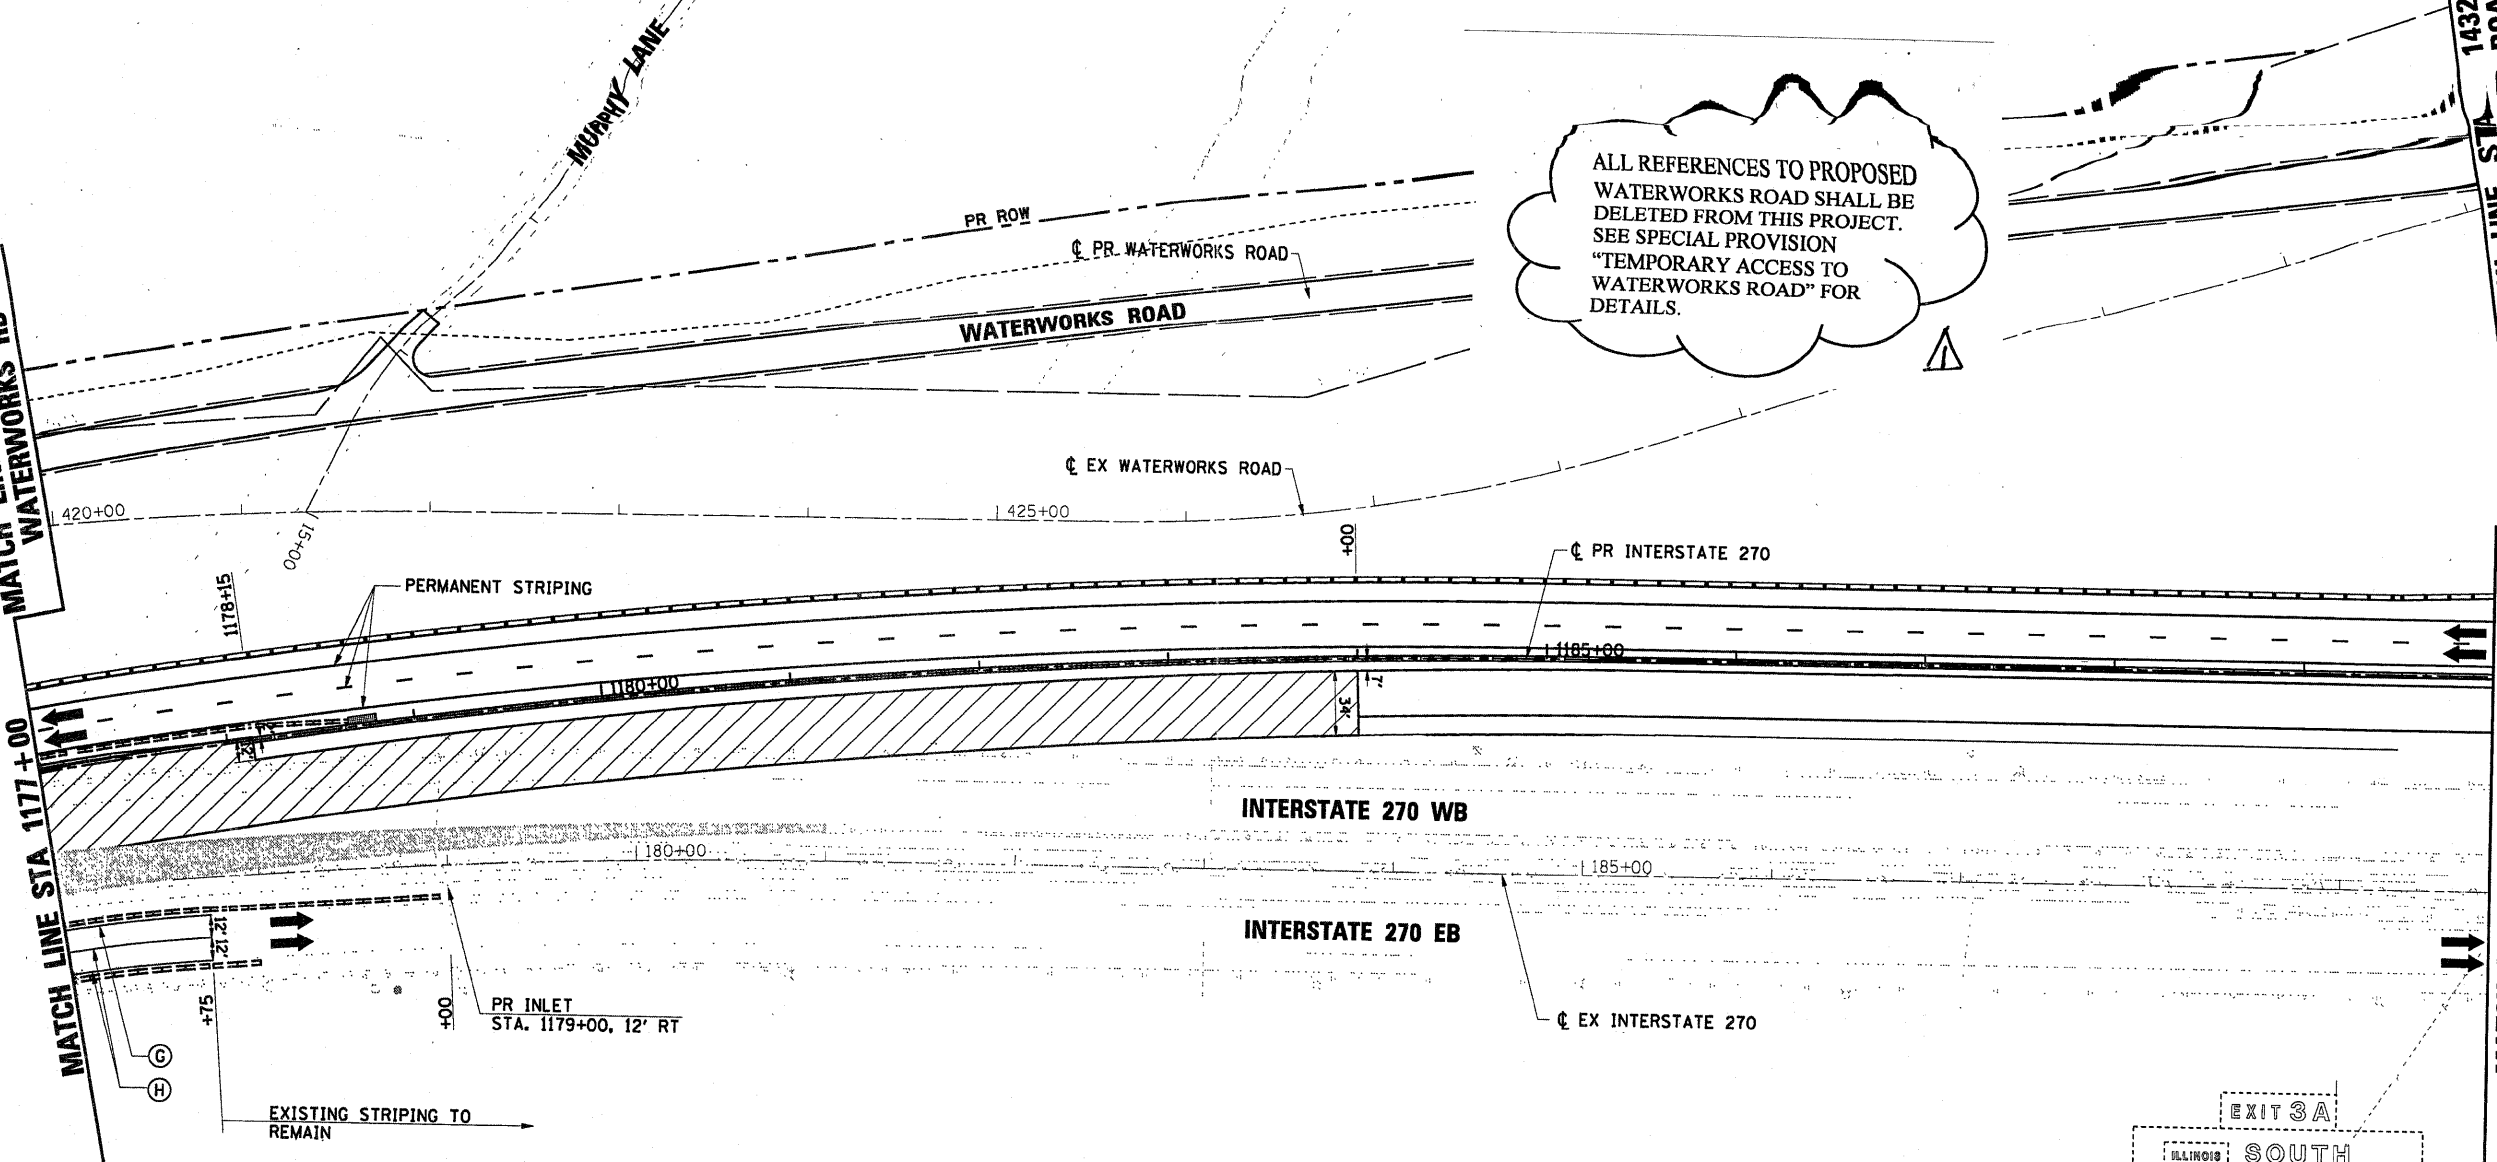 MURPHY LANE
1432
ALL REFERENCES TO PROPOSED
WATERWORKS ROAD SHALL BE
DELETED FROM THIS PROJECT.
SEE SPECIAL PROVISION
“TEMPORARY ACCESS TO
WATERWORKS ROAD” FOR
DETAILS.
1
PR ROW
℄ PR WATERWORKS ROAD
WATERWORKS ROAD
WATERWORKS
MATCH
LINE STA
℄ EX WATERWORKS ROAD
420+00
425+00
15+00
+00
℄ PR INTERSTATE 270
1178+15
PERMANENT STRIPING
1180+00
1185+00
7'
34'
12'
MATCH LINE STA 1177+00
INTERSTATE 270 WB
180+00
185+00
INTERSTATE 270 EB
12' 12'
+75
+00
PR INLET
STA. 1179+00, 12' RT
℄ EX INTERSTATE 270
G
H
EXISTING STRIPING TO
REMAIN
EXIT 3A
ILLINOIS SOUTH